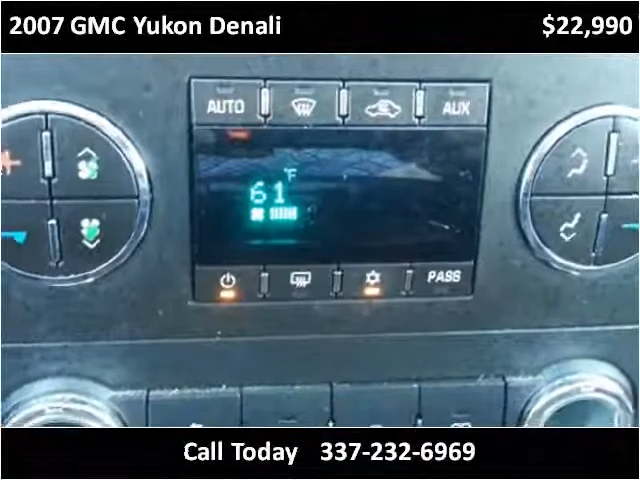 2007 GMC Yukon Denali $22,990
AUTO AUX
61°F
PASS
Call Today 337-232-6969